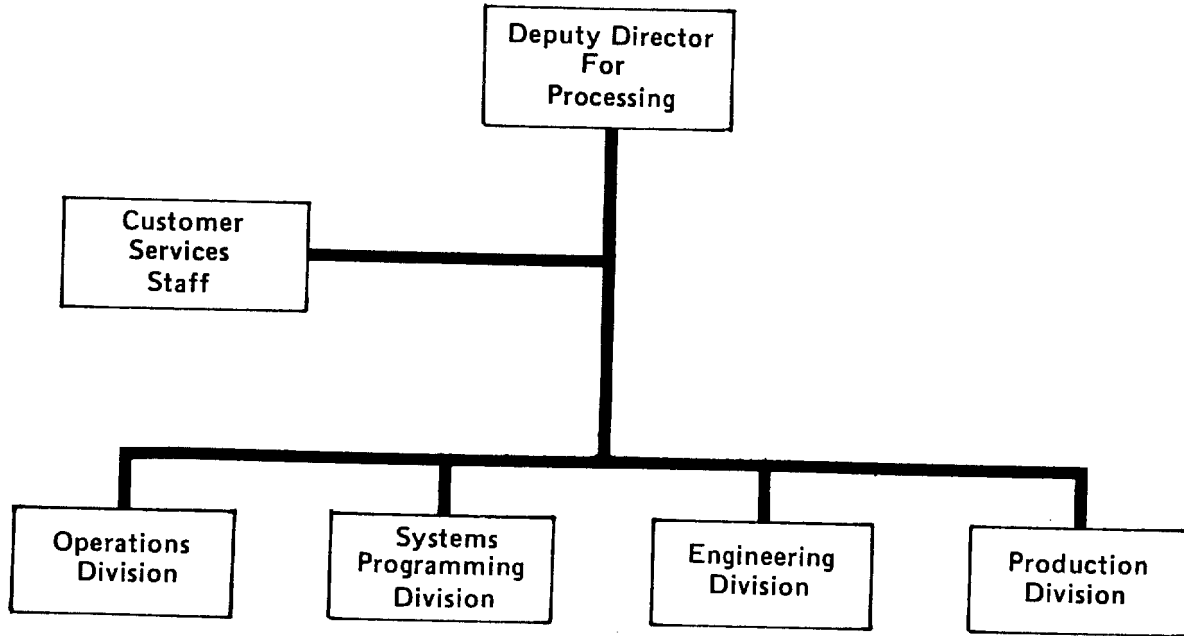 Deputy Director
For
Processing
Customer
Services
Staff
Operations
Division
Systems
Programming
Division
Engineering
Division
Production
Division